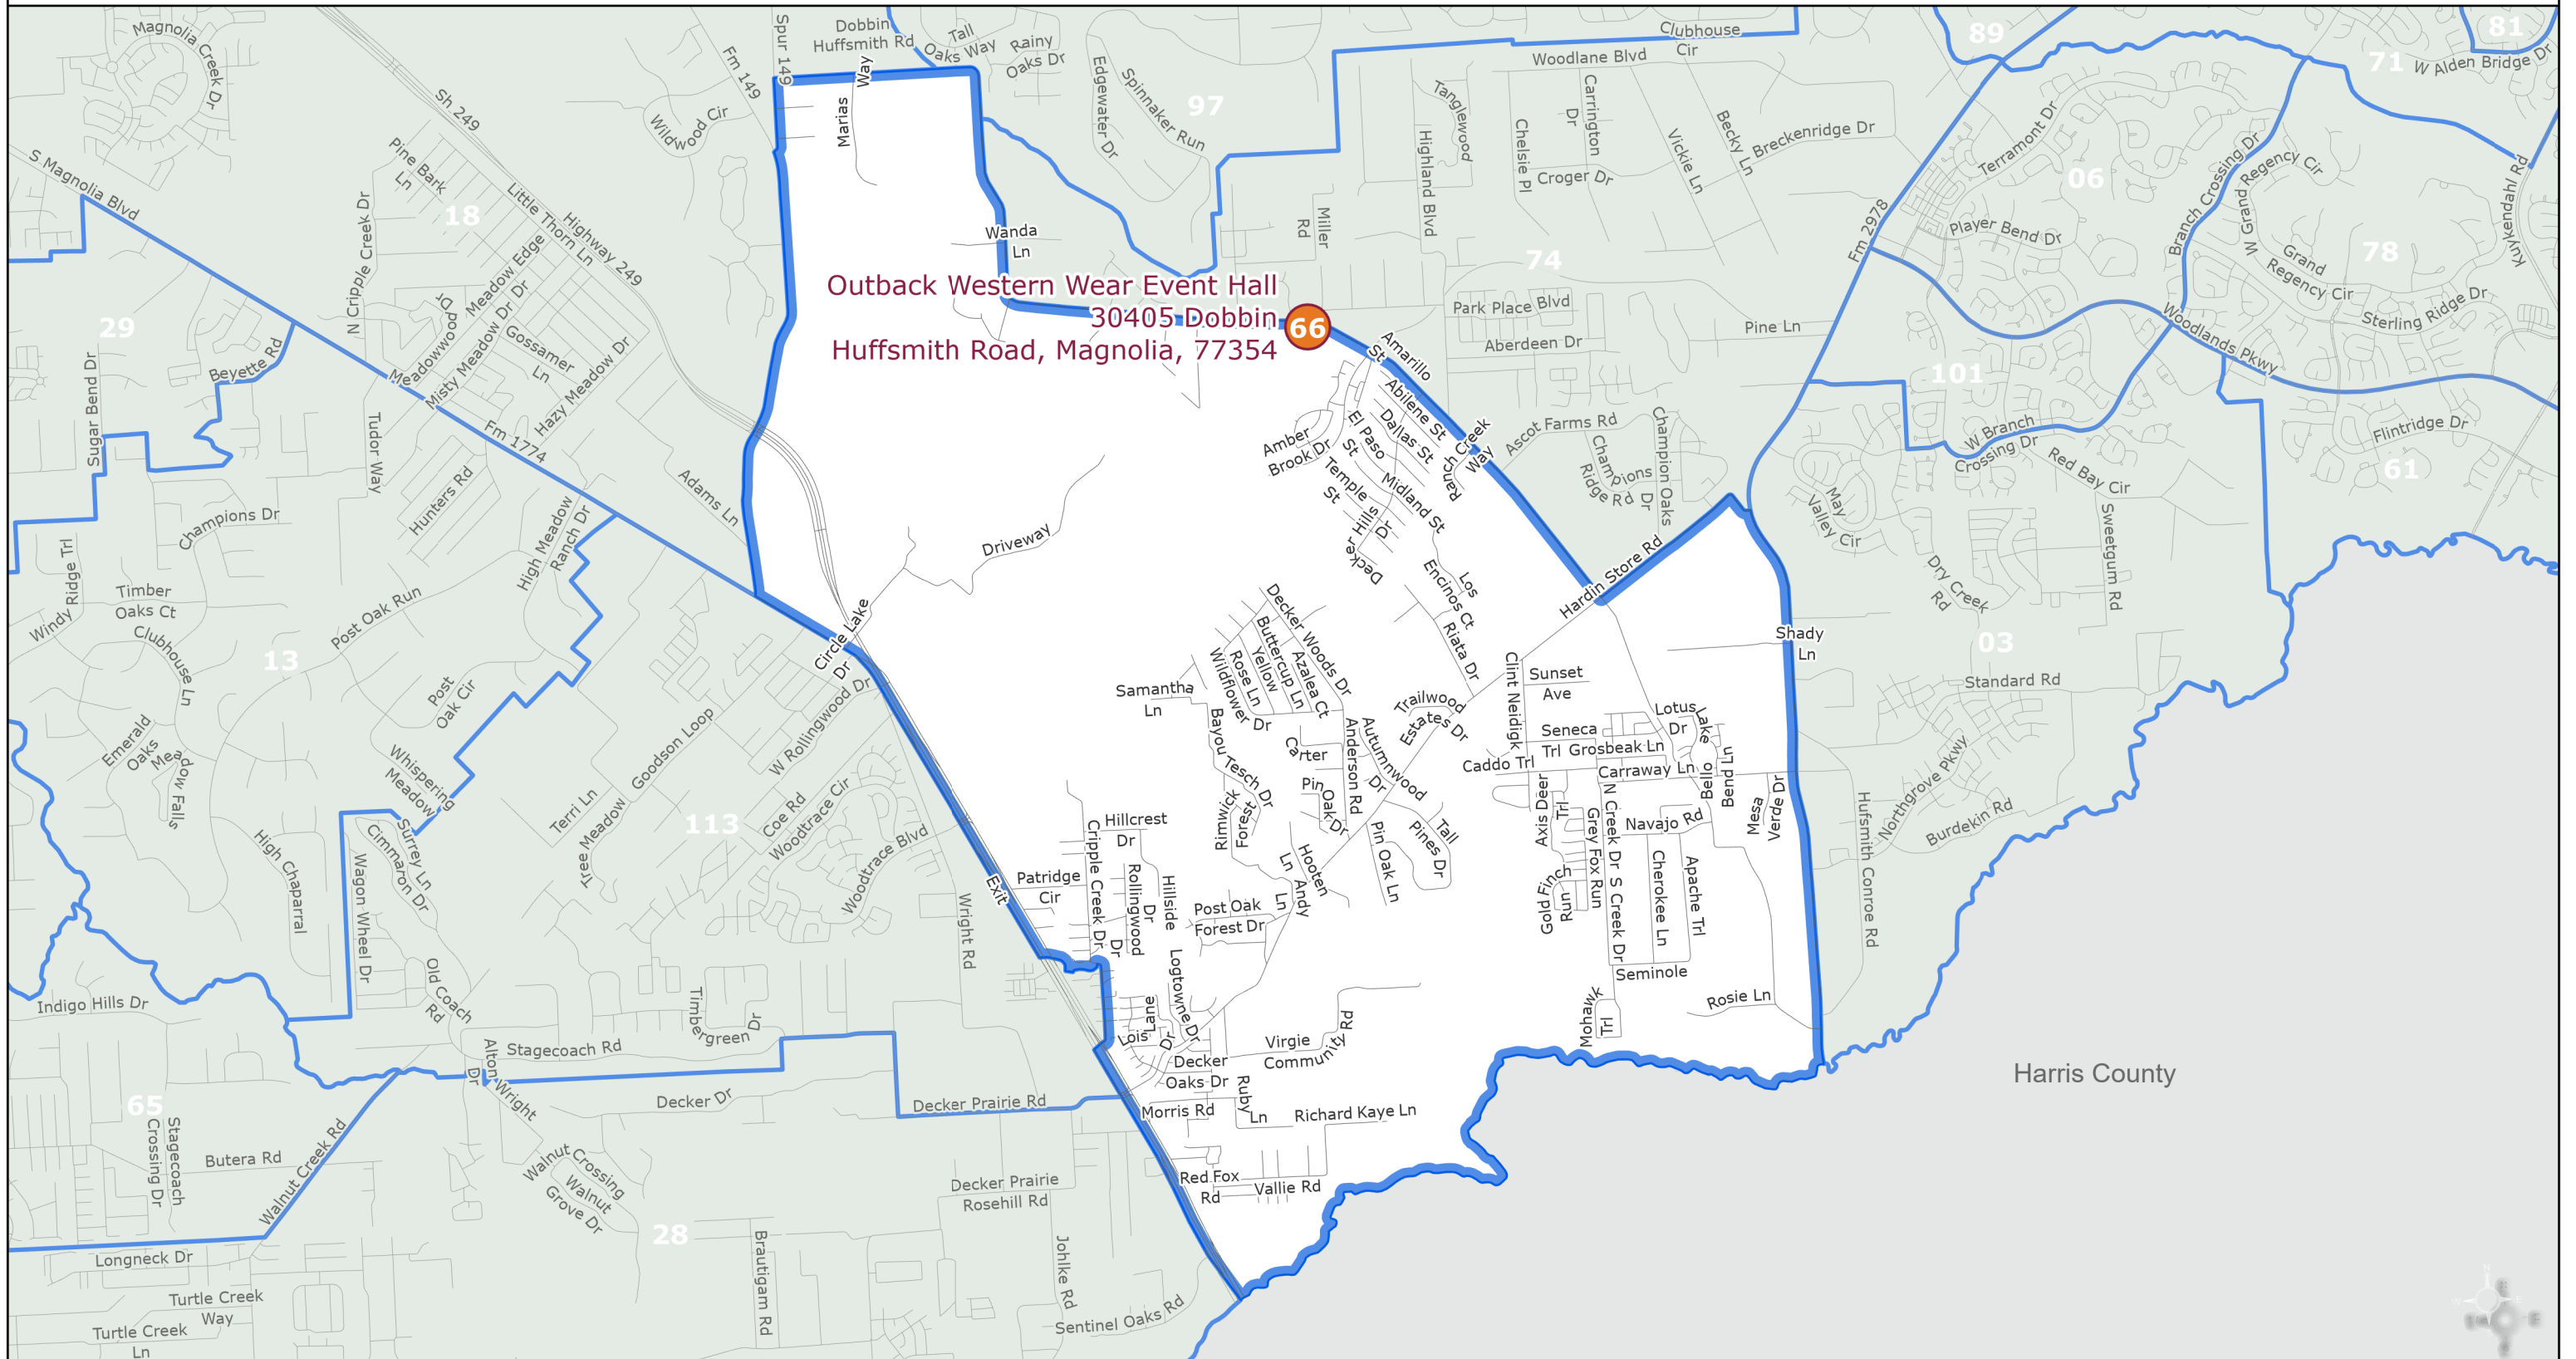 Magnolia Creek Dr
Sh 249
Fm 149
Spur 149
Dobbin
Huffsmith Rd
Tall
Oaks Way
Rainy
Oaks Dr
Edgewater Dr
Spinnaker Run
97
Clubhouse
Cir
Woodlane Blvd
89
81
71
W Alden Bridge Dr
Wildwood Cir
Marias
Way
Tanglewood
Highland Blvd
Chelsie Pl
Carrington
Dr
Croger Dr
Vickie Ln
Becky Ln
Breckenridge Dr
Terramont Dr
06
Branch Crossing Dr
W Grand Regency Cir
Kuykendahl Rd
S Magnolia Blvd
Pine Bark
Ln
18
Little Thorn Ln
Highway 249
N Cripple Creek Dr
Meadow Edge
Dr
Wanda
Ln
Miller
Rd
74
Fm 2978
Player Bend Dr
Grand
Regency Cir
78
Sterling Ridge Dr
Woodlands Pkwy
29
Beyette Rd
Sugar Bend Dr
Meadowwood Dr
Misty Meadow Dr
Gossamer
Ln
Hazy Meadow Dr
Outback Western Wear Event Hall
30405 Dobbin
Huffsmith Road, Magnolia, 77354
66
Park Place Blvd
Aberdeen Dr
Pine Ln
101
W Branch
Crossing Dr
Red Bay Cir
Flintridge Dr
61
Amarillo
St
Abilene St
Dallas St
El Paso
St
Ranch Creek
Way
Amber
Brook Dr
Temple
St
Midland St
Decker Hills
Dr
Ascot Farms Rd
Champions
Ridge Rd
Champion Oaks
Dr
Tudor Way
Fm 1774
Hunters Rd
Adams Ln
Champions Dr
High Meadow
Ranch Dr
Driveway
May
Valley Cir
Dry Creek
Rd
Sweetgum Rd
Windy Ridge Trl
Timber
Oaks Ct
Clubhouse Ln
Post Oak Run
13
Post
Oak Cir
Circle Lake
Dr
Hardin Store Rd
Los
Encinos Ct
Riata Dr
Shady
Ln
03
Standard Rd
Decker Woods Dr
Azalea Ct
Buttercup Ln
Yellow
Rose Ln
Wildflower Dr
Samantha
Ln
Bayou Tesch Dr
Trailwood
Estates Dr
Clint Neidigk
Sunset
Ave
Seneca
Trl
Grosbeak Ln
Lotus
Dr
Lake
Bello
Bend Ln
Caddo Trl
Carraway Ln
Mesa
Verde Dr
Emerald
Oaks
Meadow Falls
Whispering
Meadow
Goodson Loop
W Rollingwood Dr
Terri Ln
Tree Meadow
113
Coe Rd
Woodtrace Cir
Woodtrace Blvd
Carter
Pin
Oak Dr
Anderson Rd
Autumnwood
Dr
Rimwick
Forest
Pin Oak Ln
Tall
Pines Dr
Axis Deer
Trl
Grey Fox Run
N Creek Dr
S Creek Dr
Navajo Rd
Cherokee Ln
Apache Trl
Gold Finch
Run
Hufsmith Conroe Rd
Northgrove Pkwy
Burdekin Rd
High Chaparral
Surrey Ln
Cimmaron Dr
Wagon Wheel Dr
Exit
Patridge
Cir
Hillcrest
Dr
Cripple Creek Dr
Rollingwood
Dr
Hillside
Dr
Hooten
Ln
Andy
Ln
Post Oak
Forest Dr
Wright Rd
Seminole
Rosie Ln
Mohawk
Trl
Indigo Hills Dr
Old Coach
Rd
Timbergreen Dr
Lois
Lane
Logtowne Dr
Dr
Decker
Oaks Dr
Virgie
Community Rd
Stagecoach Rd
Alton Wright
Dr
Harris County
65
Stagecoach
Crossing Dr
Butera Rd
Walnut Creek Rd
Decker Dr
Decker Prairie Rd
Morris Rd
Ruby
Ln
Richard Kaye Ln
Walnut Crossing
Walnut
Grove Dr
Decker Prairie
Rosehill Rd
Red Fox
Rd
Vallie Rd
28
Longneck Dr
Brautigam Rd
Johlke Rd
Turtle Creek
Way
Turtle Creek
Ln
Sentinel Oaks Rd